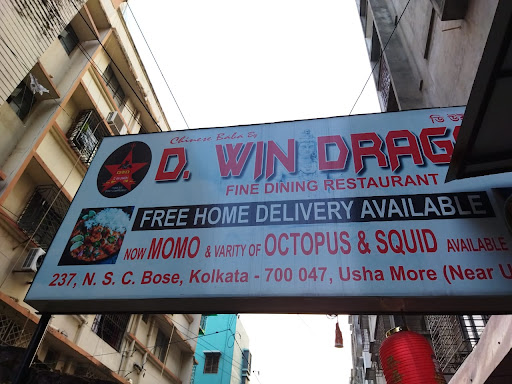 Chinese Baba Es
D. WIN DRAG
FINE DINING RESTAURANT
FREE HOME DELIVERY AVAILABLE
NOW MOMO & VARITY OF OCTOPUS & SQUID AVAILABLE
237, N. S. C. Bose, Kolkata - 700 047, Usha More (Near U